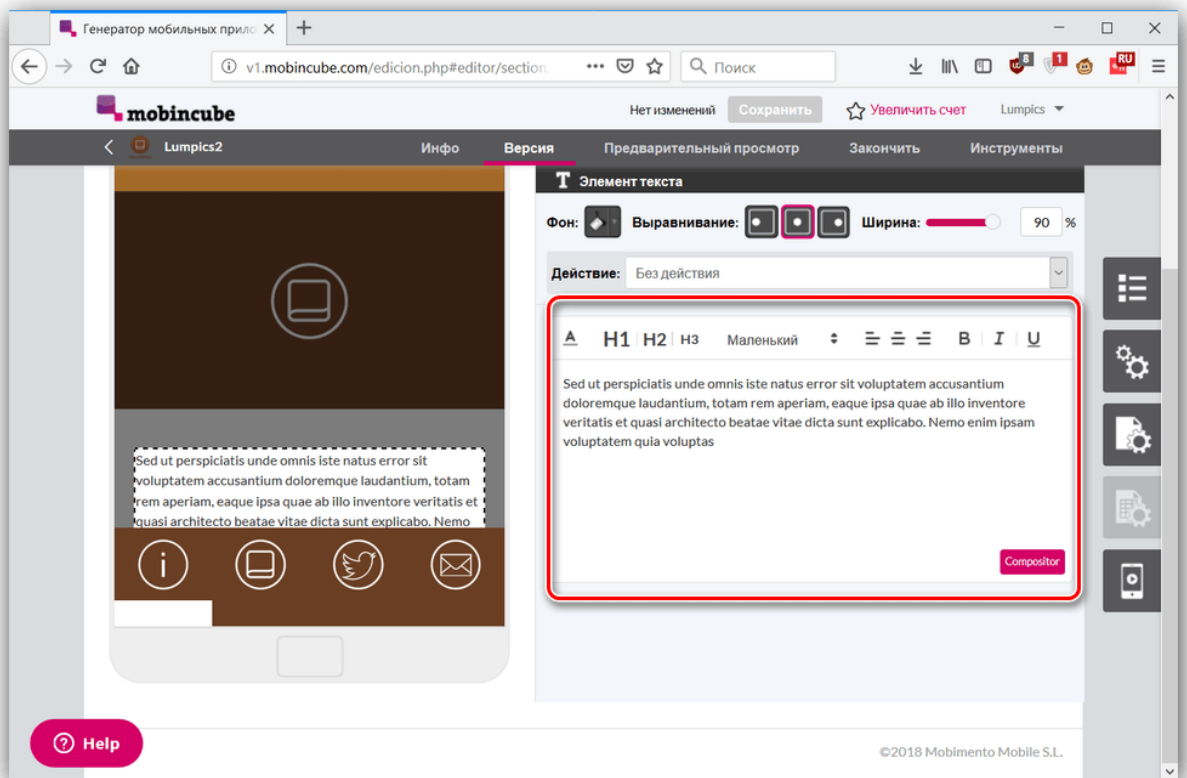 Генератор мобильных прило
v1.mobincube.com/edicion.php#editor/section
Поиск
8
1
RU
mobincube
Нет изменений
Сохранить
Увеличить счет
Lumpics
Lumpics2
Инфо
Версия
Предварительный просмотр
Закончить
Инструменты
T Элемент текста
Фон:
Выравнивание:
Ширина:
90 %
Действие: Без действия
A H1 H2 H3 Маленький B I U
Sed ut perspiciatis unde omnis iste natus error sit voluptatem accusantium
doloremque laudantium, totam rem aperiam, eaque ipsa quae ab illo inventore
veritatis et quasi architecto beatae vitae dicta sunt explicabo. Nemo enim ipsam
voluptatem quia voluptas
Compositor
Sed ut perspiciatis unde omnis iste natus error sit
voluptatem accusantium doloremque laudantium, totam
rem aperiam, eaque ipsa quae ab illo inventore veritatis et
quasi architecto beatae vitae dicta sunt explicabo. Nemo
i
? Help
©2018 Mobimento Mobile S.L.